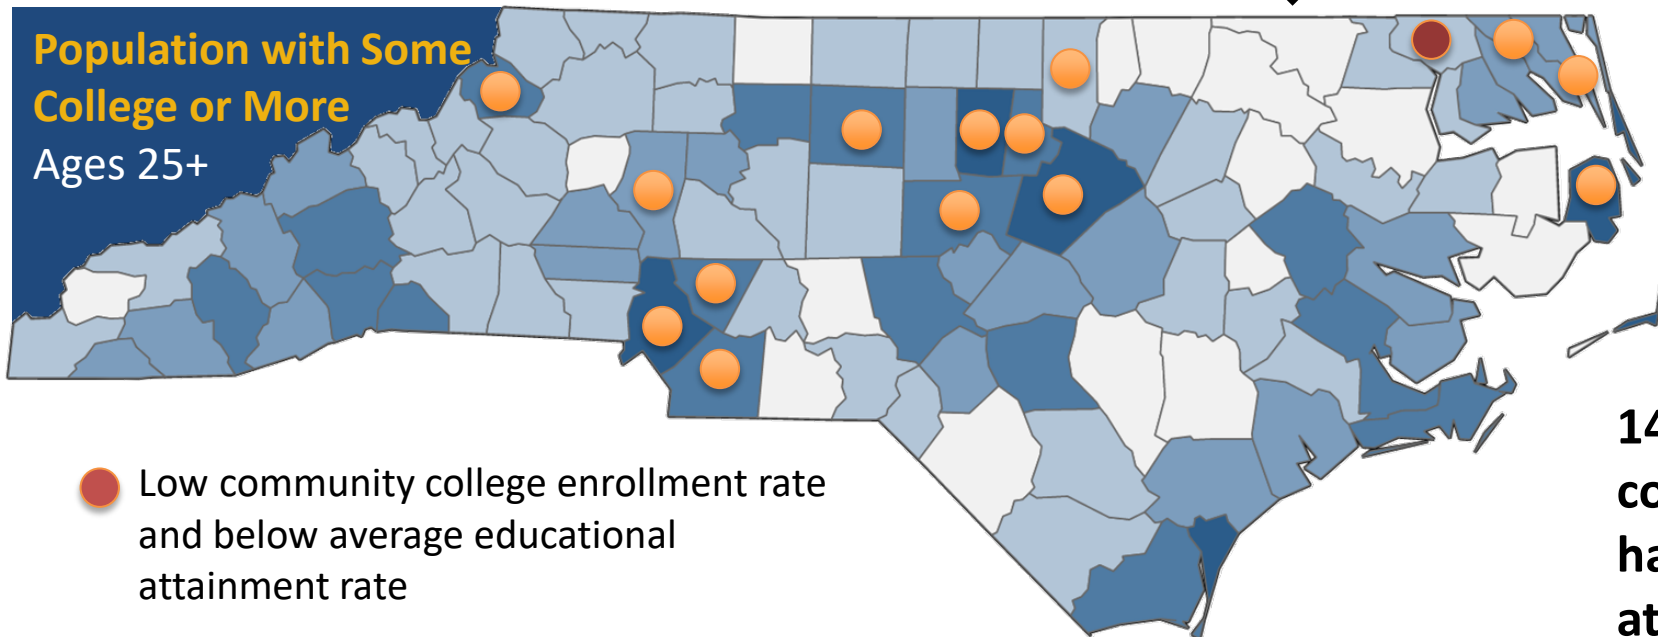 Population with Some
College or More
Ages 25+
Low community college enrollment rate
and below average educational
attainment rate